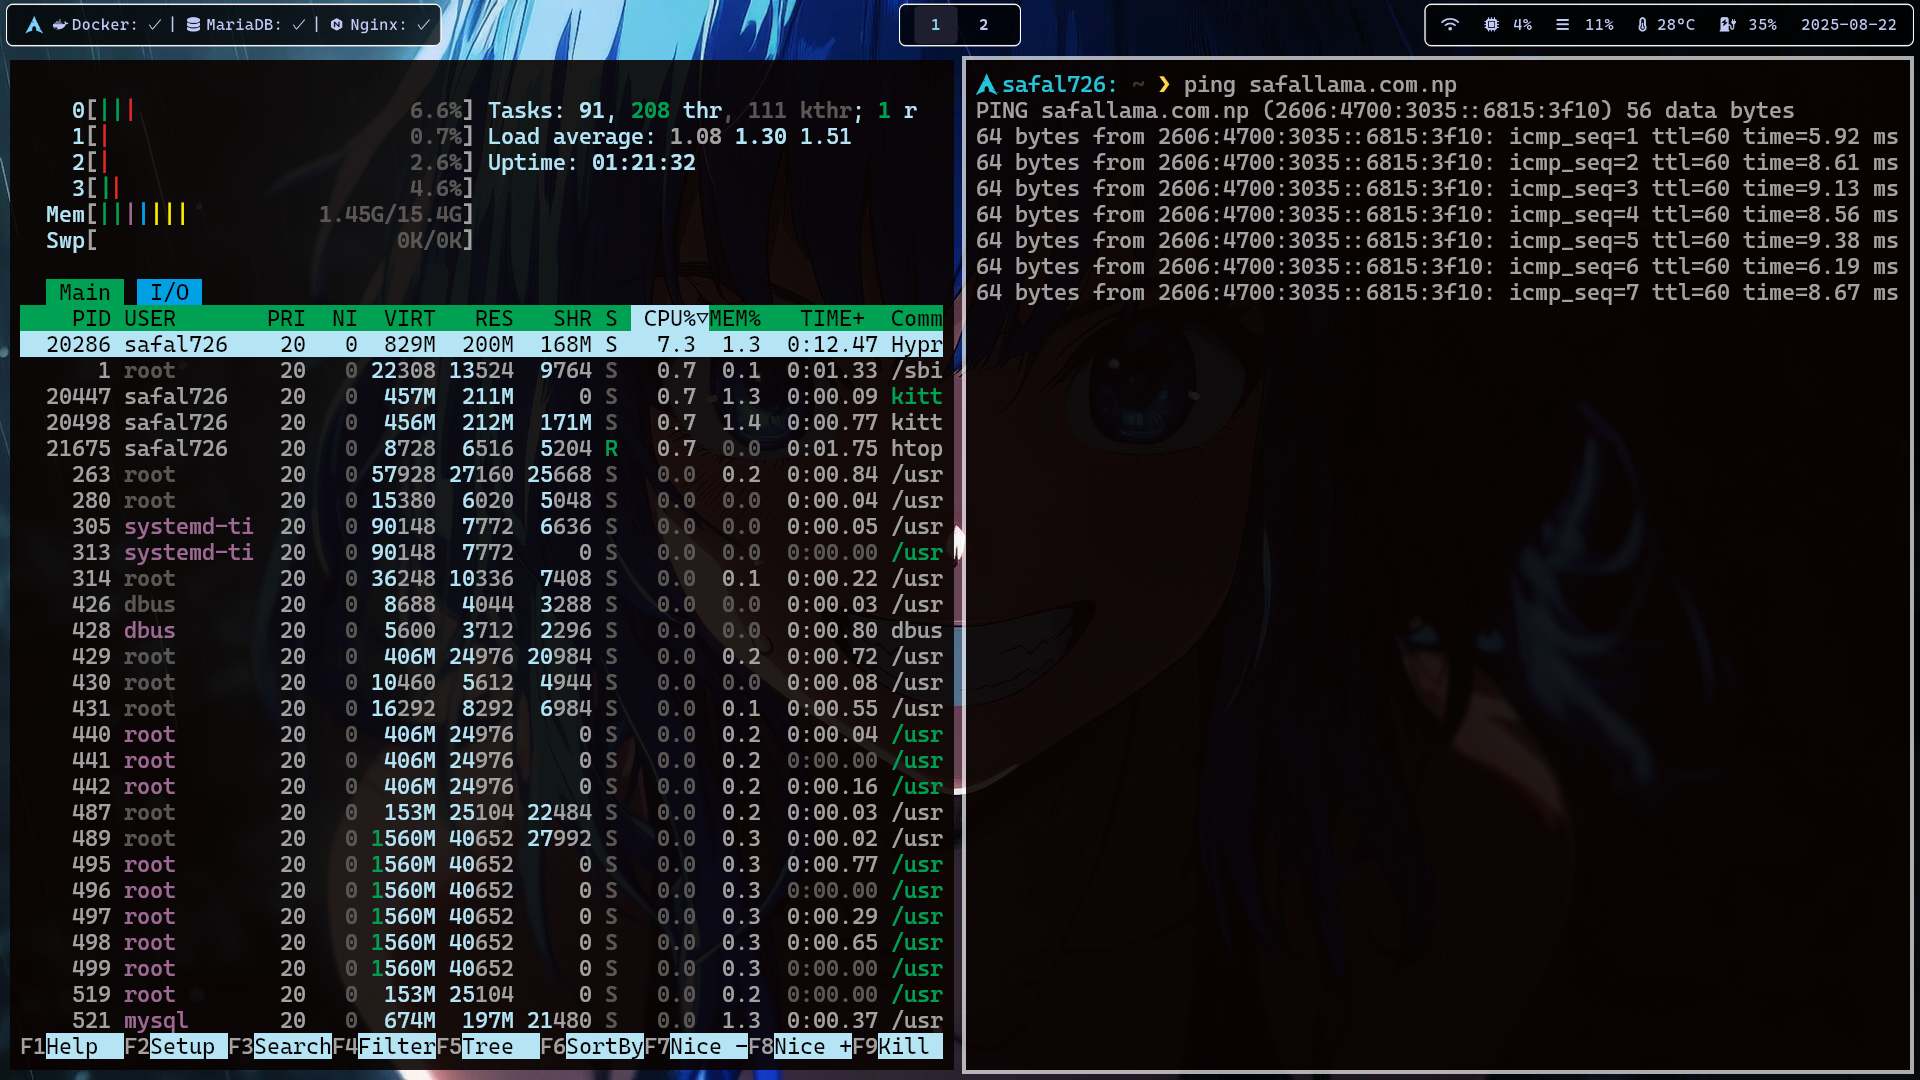 Docker: ✓ | MariaDB: ✓ | Nginx: ✓
1 2
4% 11% 28°C 35% 2025-08-22
0[||| 6.6%] Tasks: 91, 208 thr, 111 kthr; 1 r
1[| 0.7%] Load average: 1.08 1.30 1.51
2[| 2.6%] Uptime: 01:21:32
3[|| 4.6%]
Mem[||||||| 1.45G/15.4G]
Swp[ 0K/0K]
Main I/O
PID USER PRI NI VIRT RES SHR S CPU%▽MEM% TIME+ Comm
20286 safal726 20 0 829M 200M 168M S 7.3 1.3 0:12.47 Hypr
1 root 20 0 22308 13524 9764 S 0.7 0.1 0:01.33 /sbi
20447 safal726 20 0 457M 211M 0 S 0.7 1.3 0:00.09 kitt
20498 safal726 20 0 456M 212M 171M S 0.7 1.4 0:00.77 kitt
21675 safal726 20 0 8728 6516 5204 R 0.7 0.0 0:01.75 htop
263 root 20 0 57928 27160 25668 S 0.0 0.2 0:00.84 /usr
280 root 20 0 15380 6020 5048 S 0.0 0.0 0:00.04 /usr
305 systemd-ti 20 0 90148 7772 6636 S 0.0 0.0 0:00.05 /usr
313 systemd-ti 20 0 90148 7772 0 S 0.0 0.0 0:00.00 /usr
314 root 20 0 36248 10336 7408 S 0.0 0.1 0:00.22 /usr
426 dbus 20 0 8688 4044 3288 S 0.0 0.0 0:00.03 /usr
428 dbus 20 0 5600 3712 2296 S 0.0 0.0 0:00.80 dbus
429 root 20 0 406M 24976 20984 S 0.0 0.2 0:00.72 /usr
430 root 20 0 10460 5612 4944 S 0.0 0.0 0:00.08 /usr
431 root 20 0 16292 8292 6984 S 0.0 0.1 0:00.55 /usr
440 root 20 0 406M 24976 0 S 0.0 0.2 0:00.04 /usr
441 root 20 0 406M 24976 0 S 0.0 0.2 0:00.00 /usr
442 root 20 0 406M 24976 0 S 0.0 0.2 0:00.16 /usr
487 root 20 0 153M 25104 22484 S 0.0 0.2 0:00.03 /usr
489 root 20 0 1560M 40652 27992 S 0.0 0.3 0:00.02 /usr
495 root 20 0 1560M 40652 0 S 0.0 0.3 0:00.77 /usr
496 root 20 0 1560M 40652 0 S 0.0 0.3 0:00.00 /usr
497 root 20 0 1560M 40652 0 S 0.0 0.3 0:00.29 /usr
498 root 20 0 1560M 40652 0 S 0.0 0.3 0:00.65 /usr
499 root 20 0 1560M 40652 0 S 0.0 0.3 0:00.00 /usr
519 root 20 0 153M 25104 0 S 0.0 0.2 0:00.00 /usr
521 mysql 20 0 674M 197M 21480 S 0.0 1.3 0:00.37 /usr
F1Help F2Setup F3SearchF4FilterF5Tree F6SortByF7Nice -F8Nice +F9Kill
safal726: ~ ❯ ping safallama.com.np
PING safallama.com.np (2606:4700:3035::6815:3f10) 56 data bytes
64 bytes from 2606:4700:3035::6815:3f10: icmp_seq=1 ttl=60 time=5.92 ms
64 bytes from 2606:4700:3035::6815:3f10: icmp_seq=2 ttl=60 time=8.61 ms
64 bytes from 2606:4700:3035::6815:3f10: icmp_seq=3 ttl=60 time=9.13 ms
64 bytes from 2606:4700:3035::6815:3f10: icmp_seq=4 ttl=60 time=8.56 ms
64 bytes from 2606:4700:3035::6815:3f10: icmp_seq=5 ttl=60 time=9.38 ms
64 bytes from 2606:4700:3035::6815:3f10: icmp_seq=6 ttl=60 time=6.19 ms
64 bytes from 2606:4700:3035::6815:3f10: icmp_seq=7 ttl=60 time=8.67 ms